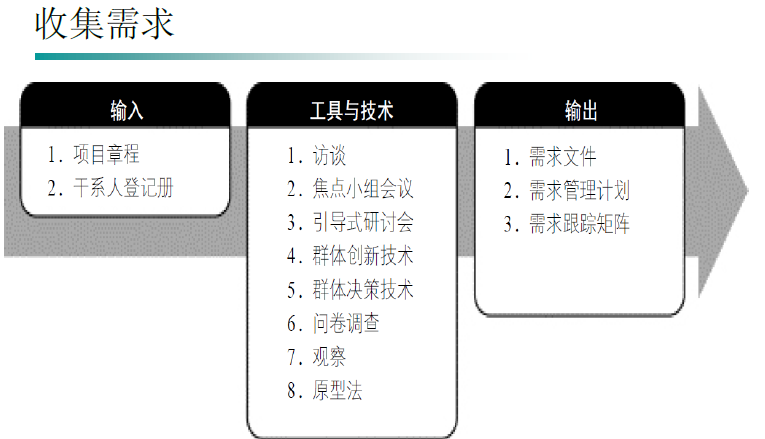 收集需求
输入
1. 项目章程
2. 干系人登记册
工具与技术
1. 访谈
2. 焦点小组会议
3. 引导式研讨会
4. 群体创新技术
5. 群体决策技术
6. 问卷调查
7. 观察
8. 原型法
输出
1. 需求文件
2. 需求管理计划
3. 需求跟踪矩阵